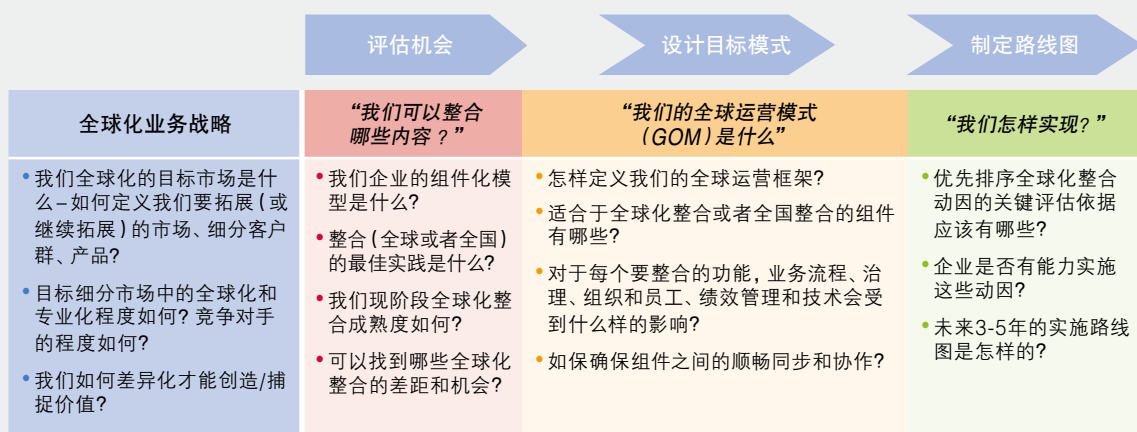 评估机会
设计目标模式
制定路线图
全球化业务战略
“我们可以整合
哪些内容？”
“我们的全球运营模式
（GOM）是什么”
“我们怎样实现？”
•我们全球化的目标市场是什
么–如何定义我们要拓展（或
继续拓展）的市场、细分客户
群、产品？
•目标细分市场中的全球化和
专业化程度如何？竞争对手
的程度如何？
•我们如何差异化才能创造/捕
捉价值？
•我们企业的组件化模
型是什么？
•整合（全球或者全国）
的最佳实践是什么？
•我们现阶段全球化整
合成熟度如何？
•可以找到哪些全球化
整合的差距和机会？
•怎样定义我们的全球运营框架？
•适合于全球化整合或者全国整合的组件
有哪些？
•对于每个要整合的功能，业务流程、治
理、组织和员工、绩效管理和技术会受
到什么样的影响？
•如保确保组件之间的顺畅同步和协作？
•优先排序全球化整合
动因的关键评估依据
应该有哪些？
•企业是否有能力实施
这些动因？
•未来3-5年的实施路线
图是怎样的？